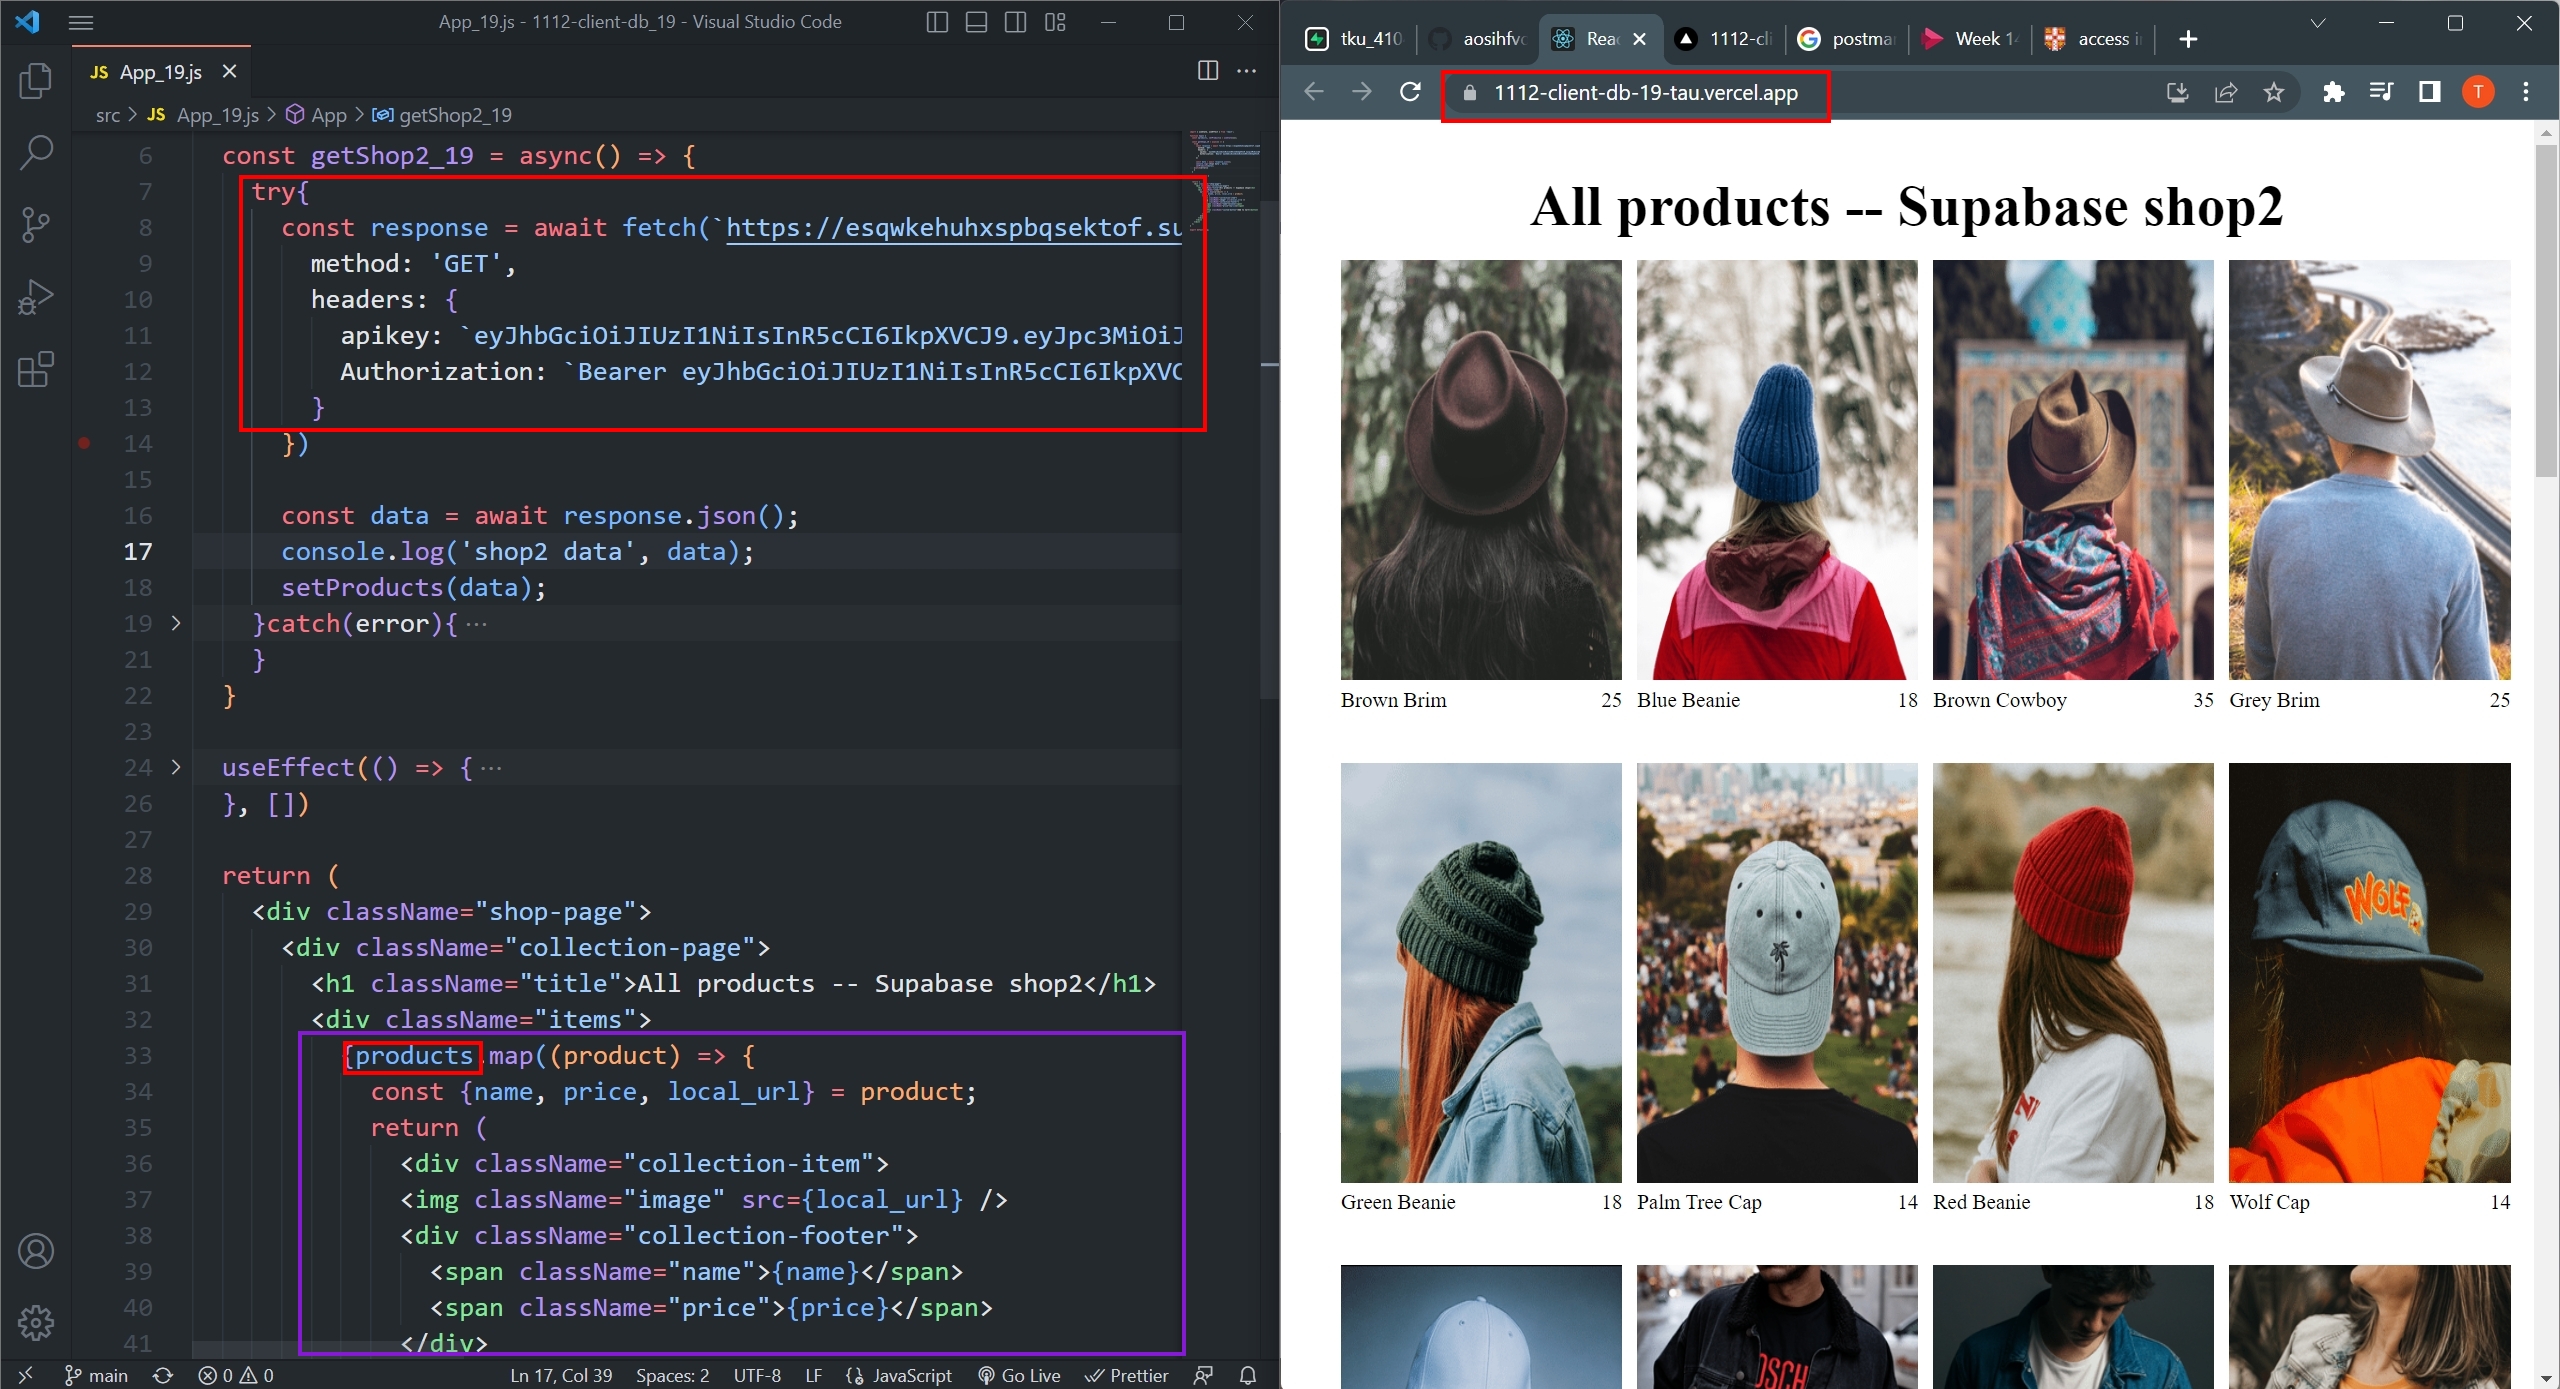 App_19.js - 1112-client-db_19 - Visual Studio Code
JS App_19.js
src > JS App_19.js > App > getShop2_19
6 const getShop2_19 = async() => {
7 try{
8 const response = await fetch(`https://esqwkehuhxspbqsektof.su
9 method: 'GET',
10 headers: {
11 apikey: `eyJhbGciOiJIUzI1NiIsInR5cCI6IkpXVCJ9.eyJpc3MiOiJ
12 Authorization: `Bearer eyJhbGciOiJIUzI1NiIsInR5cCI6IkpXVC
13 }
14 })
15
16 const data = await response.json();
17 console.log('shop2 data', data);
18 setProducts(data);
19 }catch(error){ ...
21 }
22 }
23
24 useEffect(() => { ...
26 }, [])
27
28 return (
29 <div className="shop-page">
30 <div className="collection-page">
31 <h1 className="title">All products -- Supabase shop2</h1>
32 <div className="items">
33 {products.map((product) => {
34 const {name, price, local_url} = product;
35 return (
36 <div className="collection-item">
37 <img className="image" src={local_url} />
38 <div className="collection-footer">
39 <span className="name">{name}</span>
40 <span className="price">{price}</span>
41 </div>
main 0 0 Ln 17, Col 39 Spaces: 2 UTF-8 LF JavaScript Go Live Prettier
tku_410 aosihfvc Reac 1112-cli postma Week 14 access i
1112-client-db-19-tau.vercel.app
T
All products -- Supabase shop2
Brown Brim 25 Blue Beanie 18 Brown Cowboy 35 Grey Brim 25
WOLF
Green Beanie 18 Palm Tree Cap 14 Red Beanie 18 Wolf Cap 14